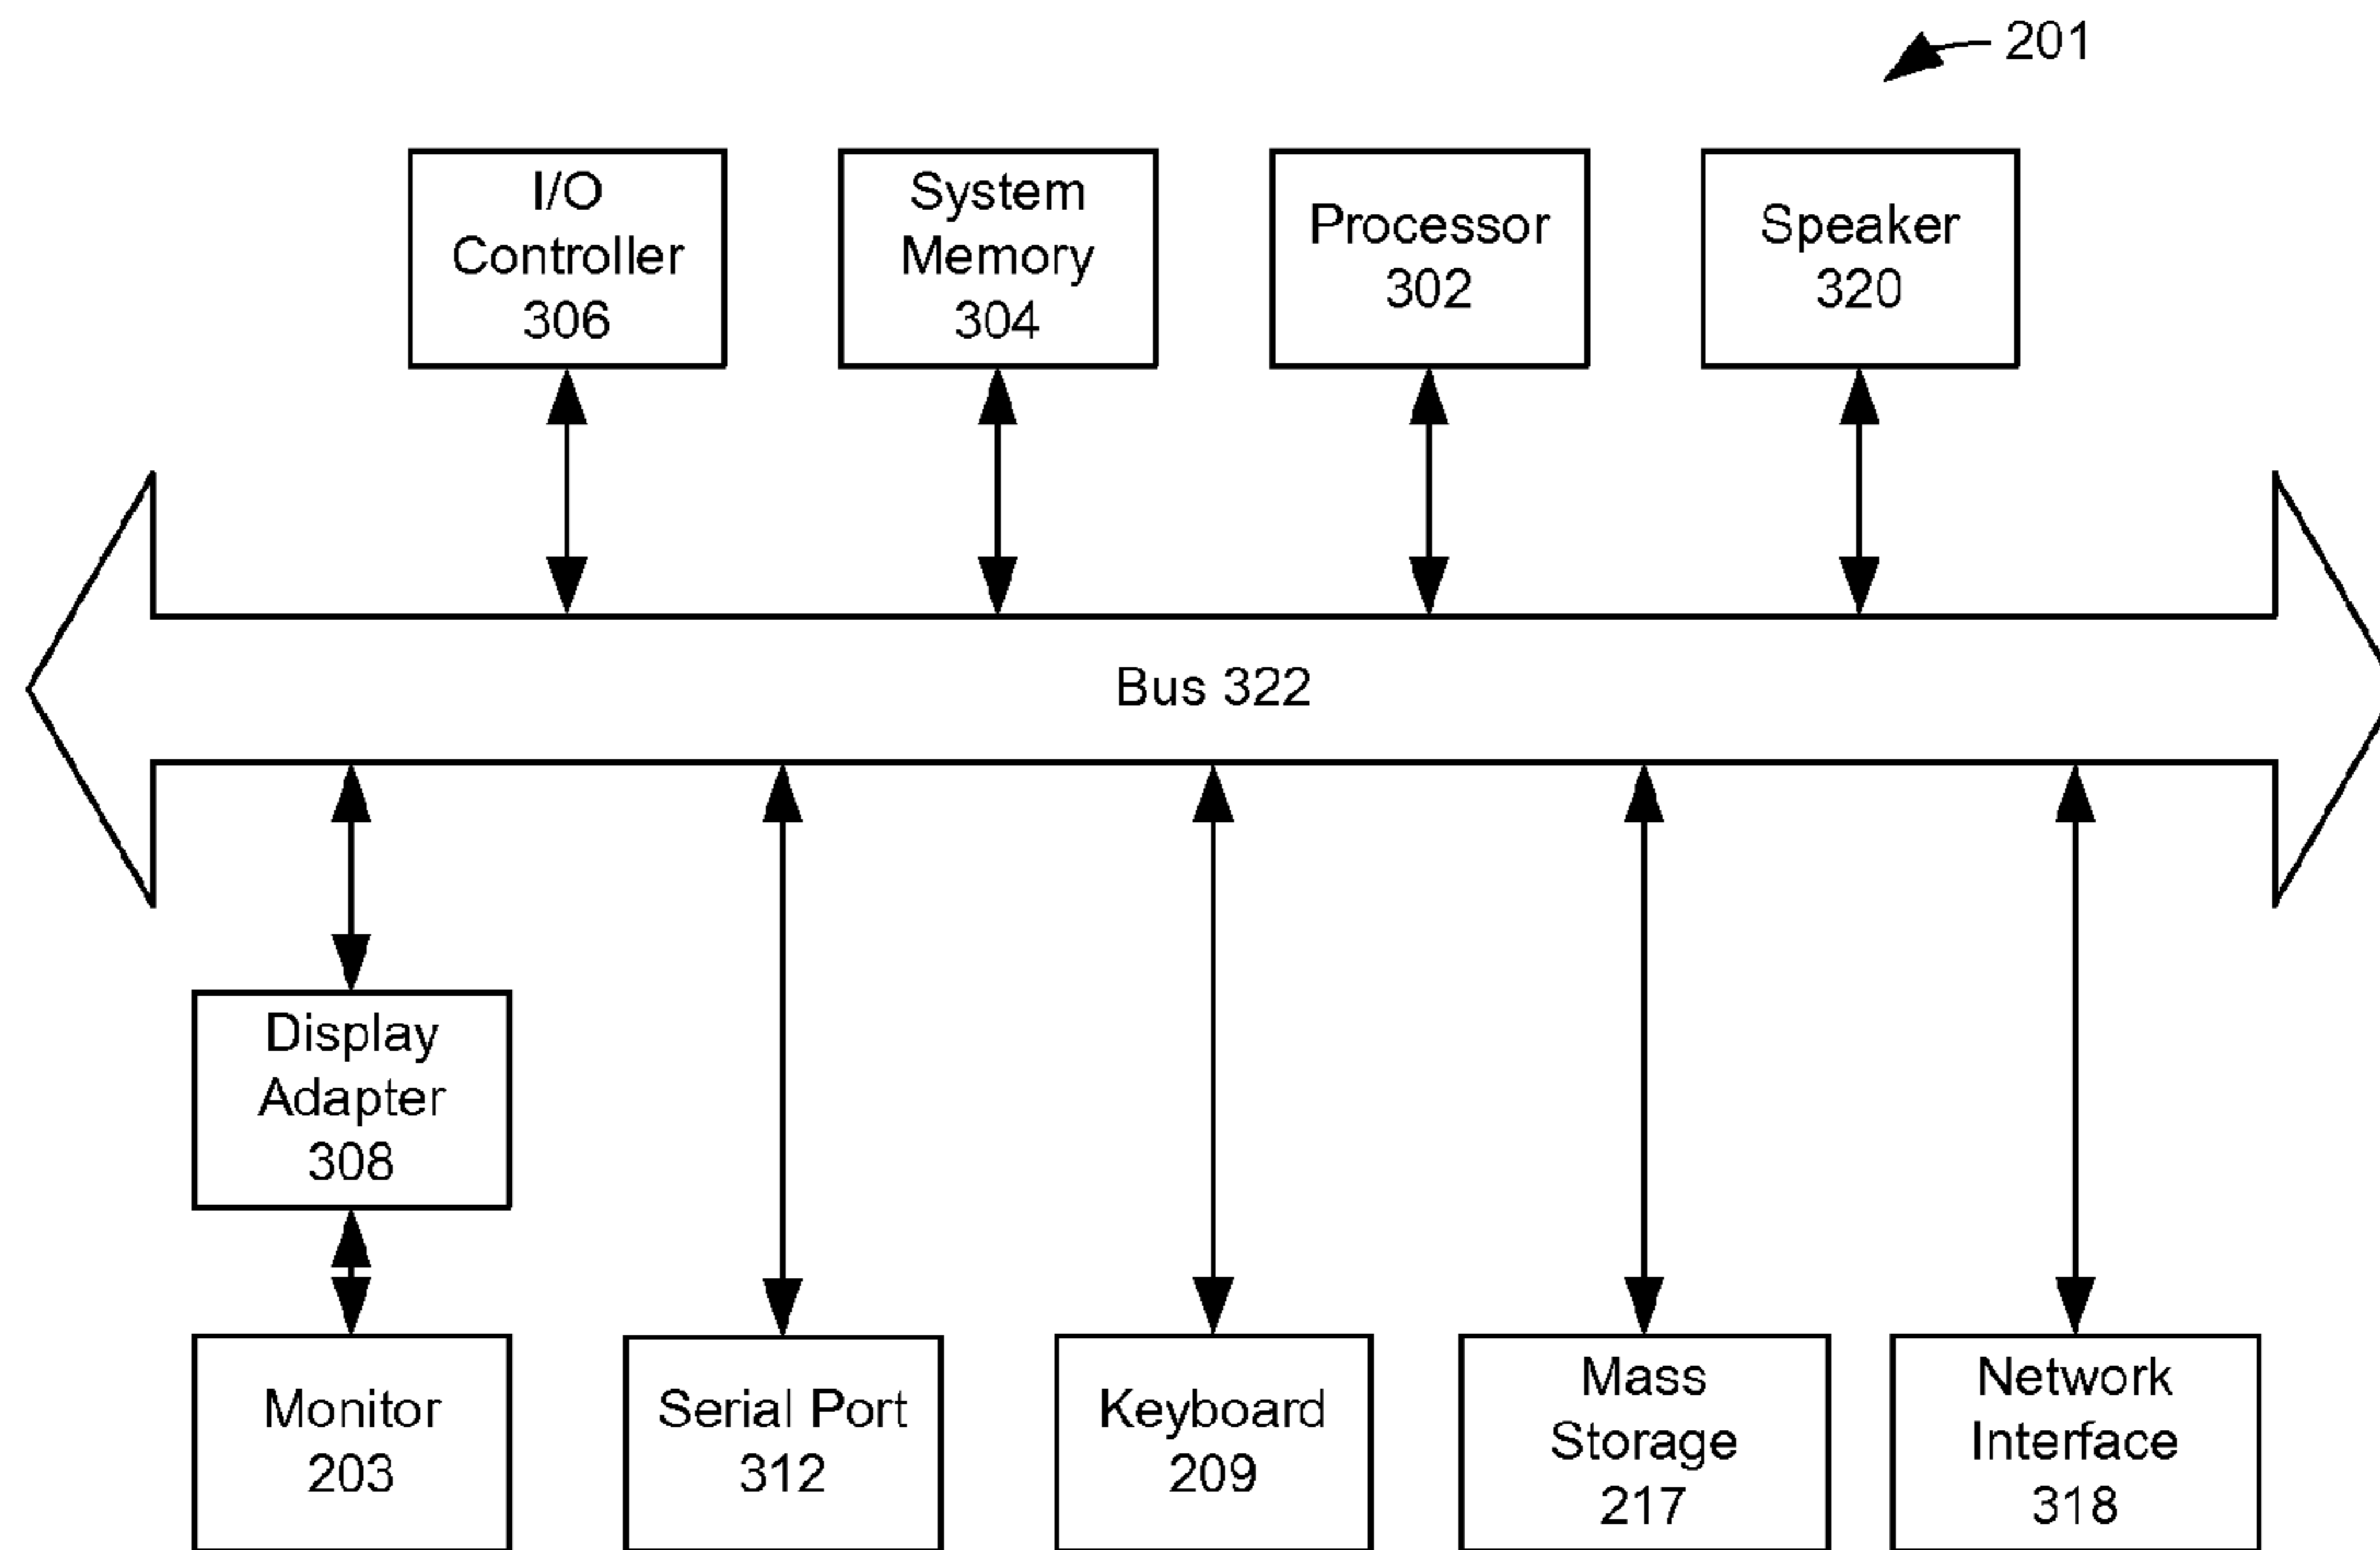 201
I/O
Controller
306
System
Memory
304
Processor
302
Speaker
320
Bus 322
Display
Adapter
308
Monitor
203
Serial Port
312
Keyboard
209
Mass
Storage
217
Network
Interface
318